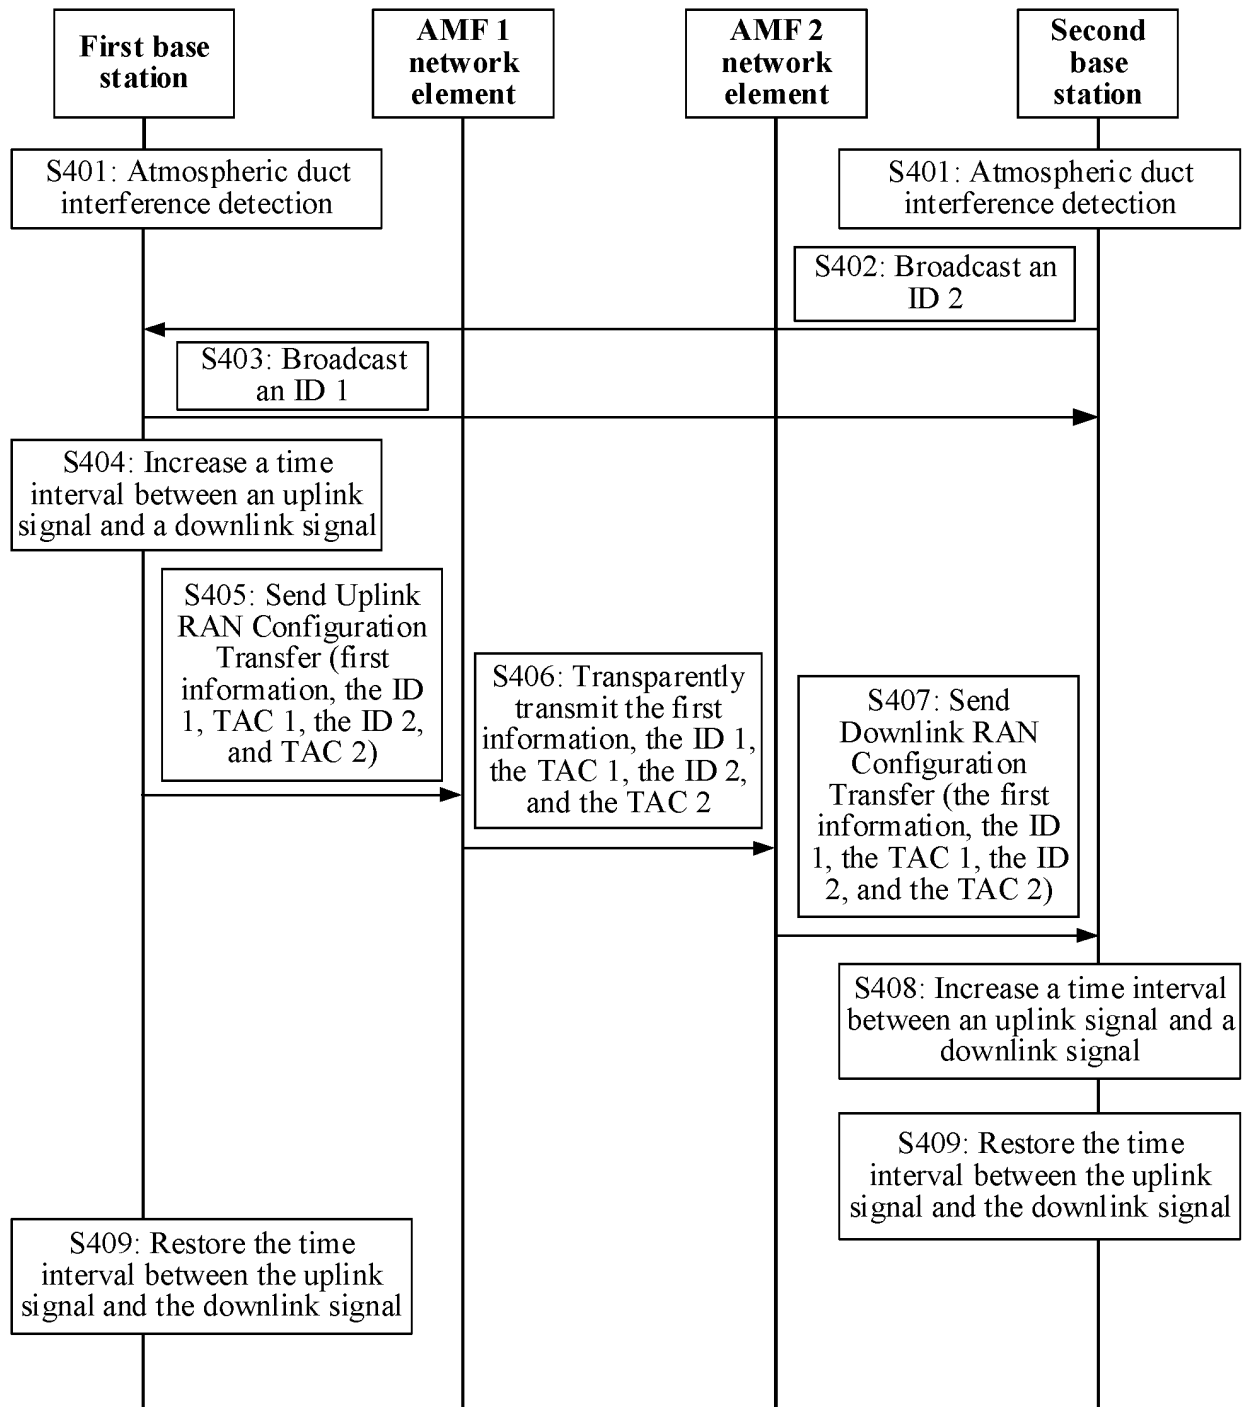 First base
station
AMF 1
network
element
AMF 2
network
element
Second
base
station
S401: Atmospheric duct
interference detection
S401: Atmospheric duct
interference detection
S402: Broadcast an
ID 2
S403: Broadcast
an ID 1
S404: Increase a time
interval between an uplink
signal and a downlink signal
S405: Send Uplink
RAN Configuration
Transfer (first
information, the ID
1, TAC 1, the ID 2,
and TAC 2)
S406: Transparently
transmit the first
information, the ID 1,
the TAC 1, the ID 2,
and the TAC 2
S407: Send
Downlink RAN
Configuration
Transfer (the first
information, the ID
1, the TAC 1, the ID
2, and the TAC 2)
S408: Increase a time interval
between an uplink signal and a
downlink signal
S409: Restore the time
interval between the uplink
signal and the downlink signal
S409: Restore the time
interval between the uplink
signal and the downlink signal